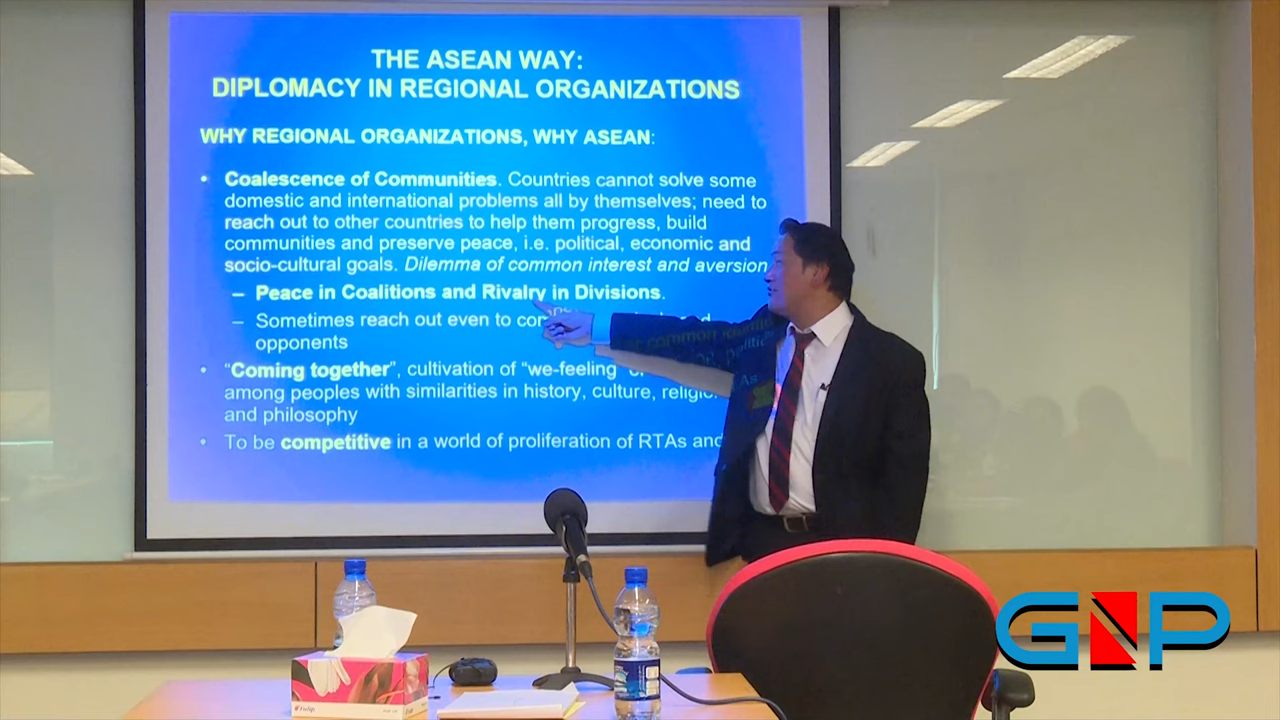 THE ASEAN WAY:
DIPLOMACY IN REGIONAL ORGANIZATIONS
WHY REGIONAL ORGANIZATIONS, WHY ASEAN:
• Coalescence of Communities. Countries cannot solve some
domestic and international problems all by themselves; need to
reach out to other countries to help them progress, build
communities and preserve peace, i.e. political, economic and
socio-cultural goals. Dilemma of common interest and aversion
– Peace in Coalitions and Rivalry in Divisions.
– Sometimes reach out even to
opponents
• “Coming together”, cultivation of “we-feeling”
among peoples with similarities in history, culture,
and philosophy
• To be competitive in a world of proliferation of RTAs and
GNP